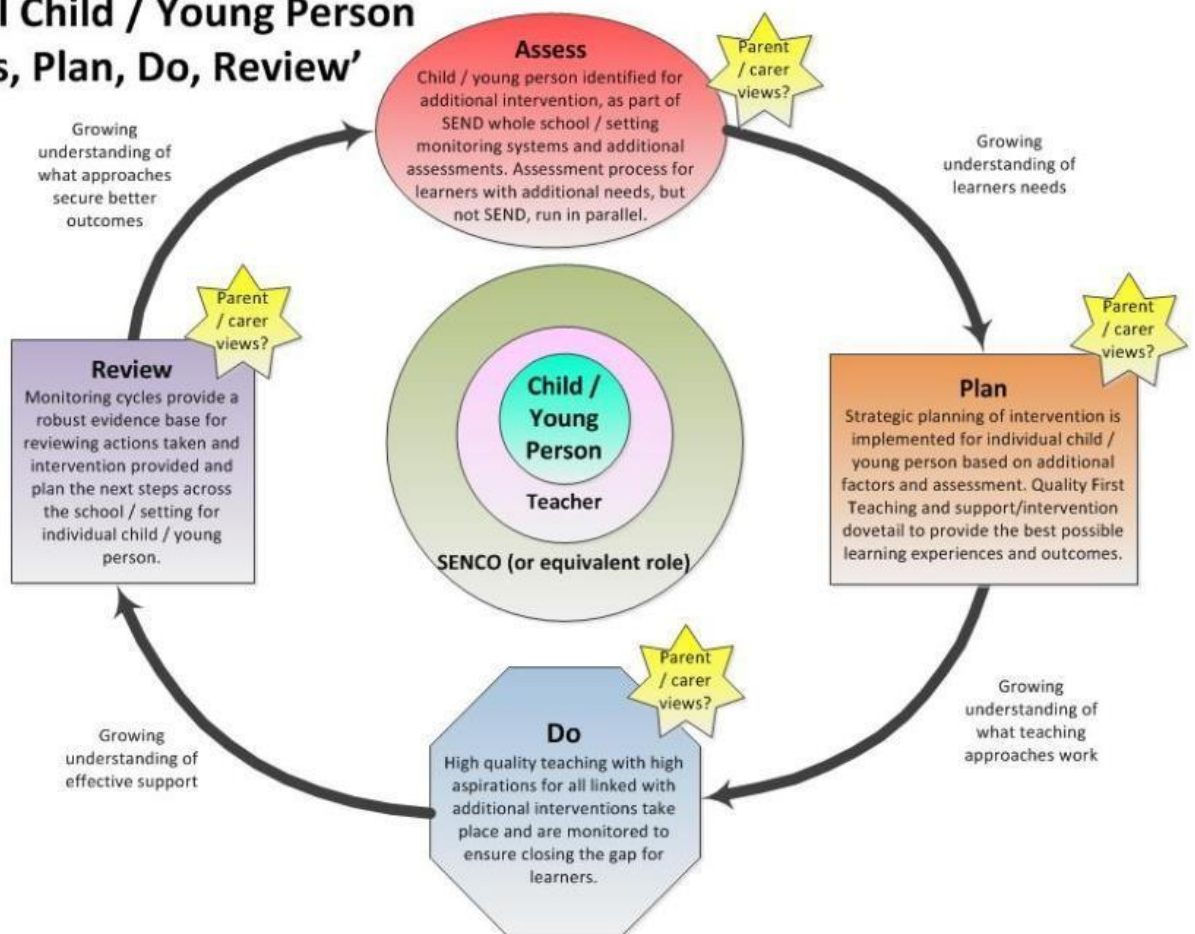 l Child / Young Person
s, Plan, Do, Review’
Assess
Child / young person identified for
additional intervention, as part of
SEND whole school / setting
monitoring systems and additional
assessments. Assessment process for
learners with additional needs, but
not SEND, run in parallel.
Parent
/ carer
views?
Growing
understanding of
what approaches
secure better
outcomes
Growing
understanding of
learners needs
Parent
/ carer
views?
Review
Monitoring cycles provide a
robust evidence base for
reviewing actions taken and
intervention provided and
plan the next steps across
the school / setting for
individual child / young
person.
Child /
Young
Person
Teacher
SENCO (or equivalent role)
Parent
/ carer
views?
Plan
Strategic planning of intervention is
implemented for individual child /
young person based on additional
factors and assessment. Quality First
Teaching and support/intervention
dovetail to provide the best possible
learning experiences and outcomes.
Parent
/ carer
views?
Do
High quality teaching with high
aspirations for all linked with
additional interventions take
place and are monitored to
ensure closing the gap for
learners.
Growing
understanding of
effective support
Growing
understanding of
what teaching
approaches work